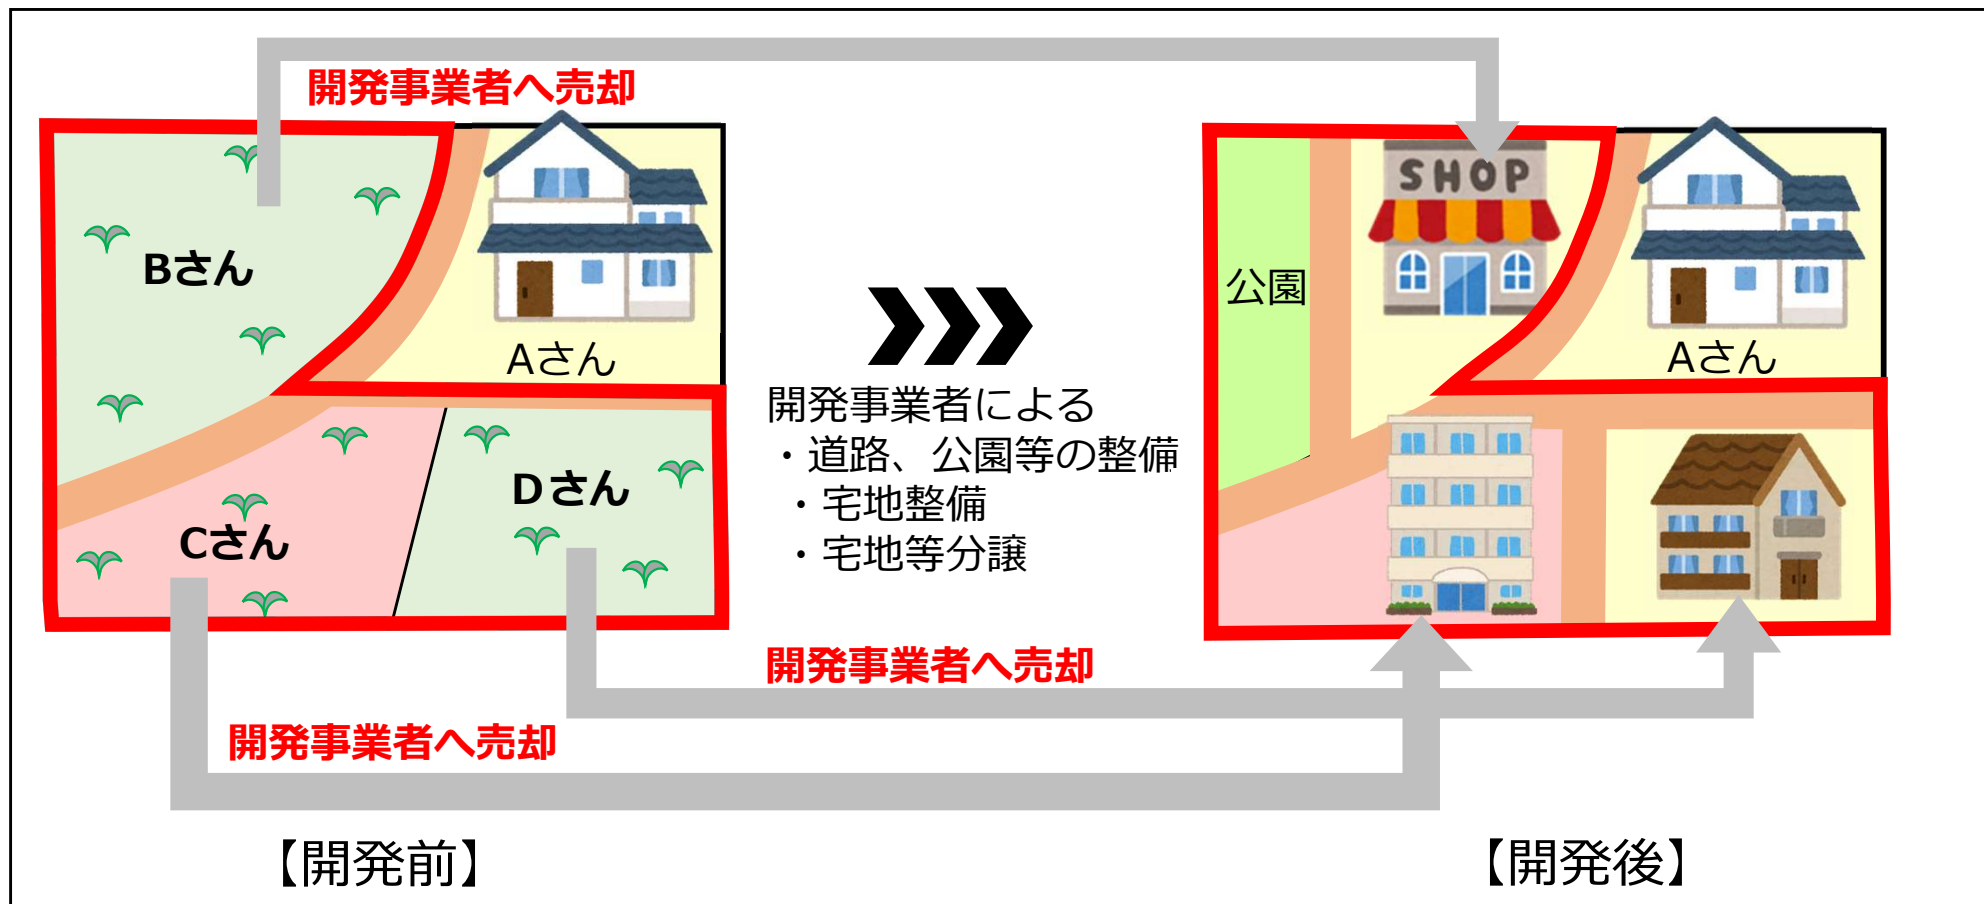 開発事業者へ売却
Bさん
Aさん
Cさん
Dさん
開発事業者による
・道路、公園等の整備
・宅地整備
・宅地等分譲
SHOP
公園
Aさん
開発事業者へ売却
開発事業者へ売却
【開発前】
【開発後】